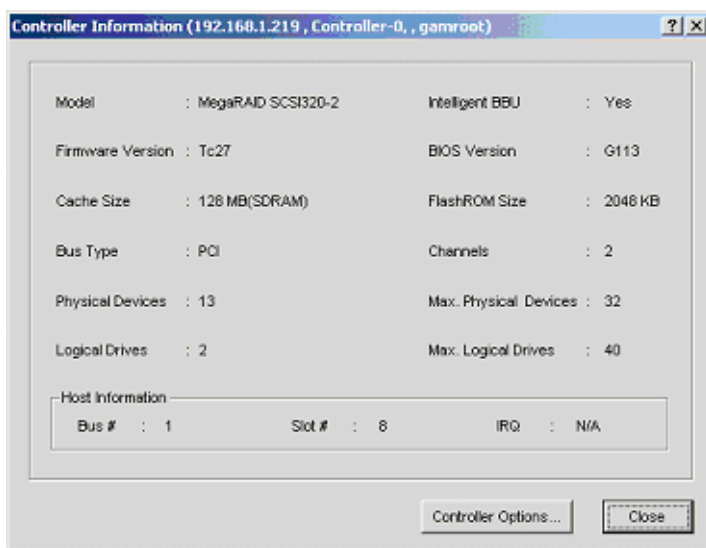 Controller Information (192.168.1.219 , Controller-0, , gamroot)
Model : MegaRAID SCSI320-2 Intelligent BBU : Yes
Firmware Version : Tc27 BIOS Version : G113
Cache Size : 128 MB(SDRAM) FlashROM Size : 2048 KB
Bus Type : PCI Channels : 2
Physical Devices : 13 Max. Physical Devices : 32
Logical Drives : 2 Max. Logical Drives : 40
Host Information
Bus # : 1 Slot # : 8 IRQ : N/A
Controller Options... Close